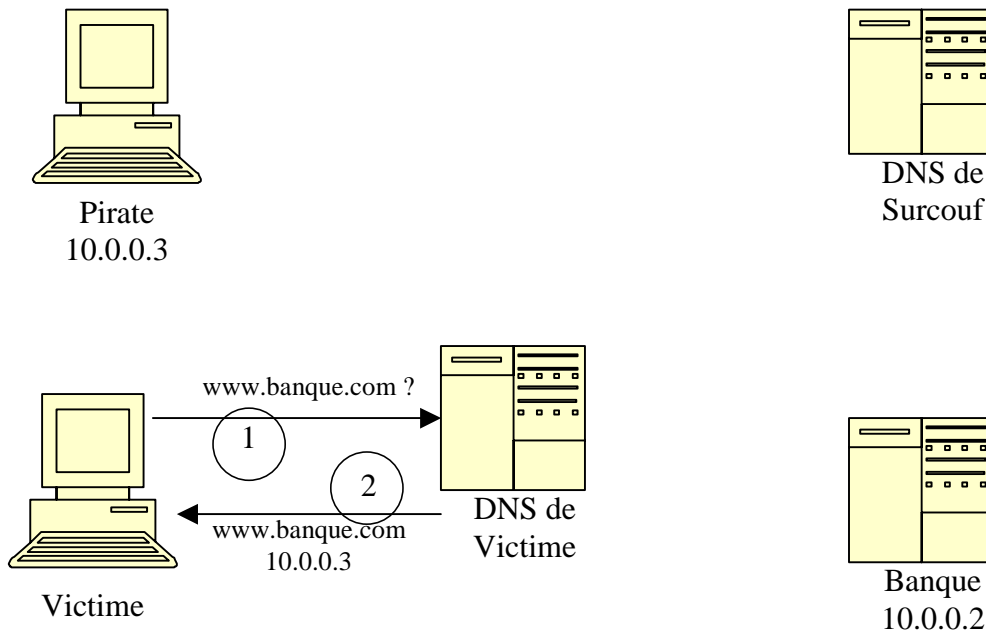 Pirate
10.0.0.3
DNS de
Surcouf
www.banque.com ?
1
2
www.banque.com
10.0.0.3
DNS de
Victime
Victime
Banque
10.0.0.2